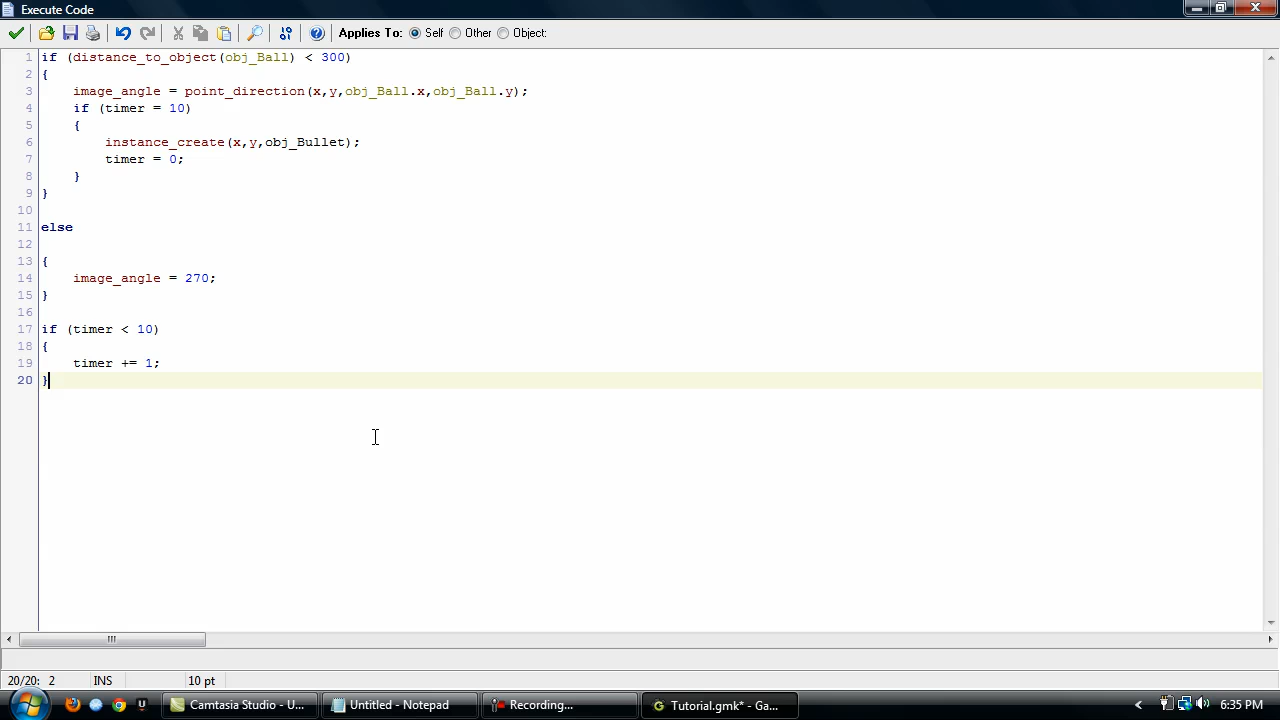 Execute Code
Applies To: Self Other Object:
1 if (distance_to_object(obj_Ball) < 300)
2 {
3 image_angle = point_direction(x,y,obj_Ball.x,obj_Ball.y);
4 if (timer = 10)
5 {
6 instance_create(x,y,obj_Bullet);
7 timer = 0;
8 }
9 }
10
11 else
12
13 {
14 image_angle = 270;
15 }
16
17 if (timer < 10)
18 {
19 timer += 1;
20 }
20/20: 2 INS 10 pt
Camtasia Studio - U... Untitled - Notepad Recording... Tutorial.gmk* - Ga... 6:35 PM